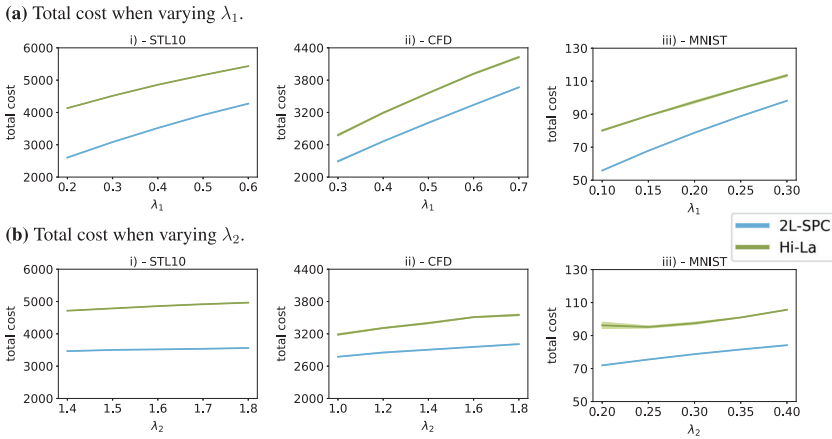 (a) Total cost when varying λ1.
i) - STL10
ii) - CFD
iii) - MNIST
total cost
6000
5000
4000
3000
2000
0.2 0.3 0.4 0.5 0.6
λ1
total cost
4400
3800
3200
2600
2000
0.3 0.4 0.5 0.6 0.7
λ1
total cost
130
110
90
70
50
0.10 0.15 0.20 0.25 0.30
λ1
2L-SPC
Hi-La
(b) Total cost when varying λ2.
i) - STL10
ii) - CFD
iii) - MNIST
total cost
6000
5000
4000
3000
2000
1.4 1.5 1.6 1.7 1.8
λ2
total cost
4400
3800
3200
2600
2000
1.0 1.2 1.4 1.6 1.8
λ2
total cost
130
110
90
70
50
0.20 0.25 0.30 0.35 0.40
λ2